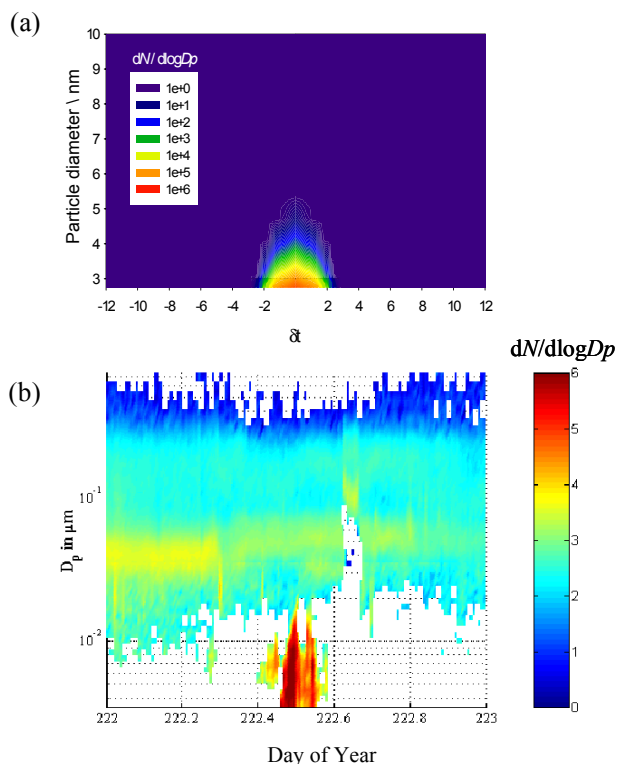 (a)
10
9
8
7
6
5
4
3
Particle diameter \ nm
dN/ dlogDp
1e+0
1e+1
1e+2
1e+3
1e+4
1e+5
1e+6
-12 -10 -8 -6 -4 -2 0 2 4 6 8 10 12
δt
(b)
dN/dlogDp
6
5
4
3
2
1
0
10-1
10-2
Dp in μm
222 222.2 222.4 222.6 222.8 223
Day of Year